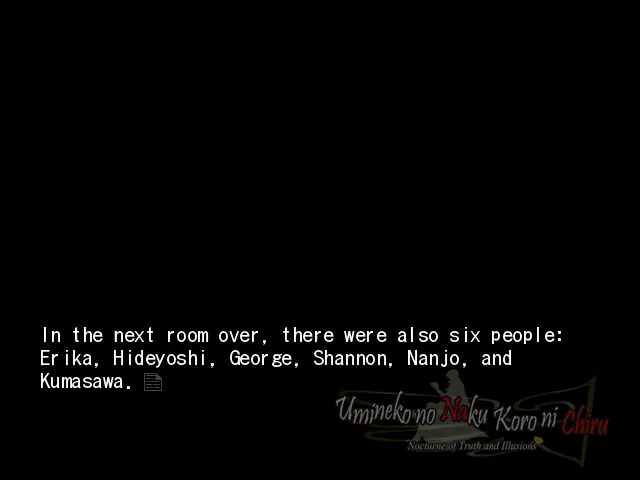 In the next room over, there were also six people:
Erika, Hideyoshi, George, Shannon, Nanjo, and
Kumasawa.
Umineko no Naku Koro ni Chiru
Nocturne of Truth and Illusions